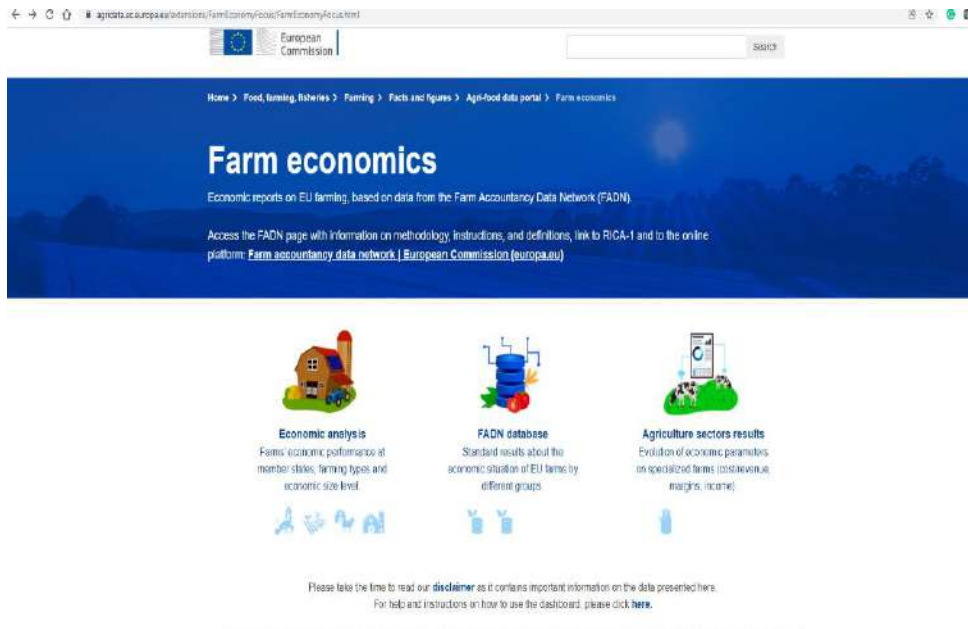 agridata.ec.europa.eu/extensions/FarmEconomyFocus/FarmEconomyFocus.html
European
Commission
Search
Home > Food, farming, fisheries > Farming > Facts and figures > Agri-food data portal > Farm economics
Farm economics
Economic reports on EU farming, based on data from the Farm Accountancy Data Network (FADN).
Access the FADN page with information on methodology, instructions, and definitions, link to RICA-1 and to the online
platform: Farm accountancy data network | European Commission (europa.eu)
Economic analysis
Farms' economic performance at
member states, farming types and
economic size level.
FADN database
Standard results about the
economic situation of EU farms by
different groups
Agriculture sectors results
Evolution of economic parameters
on specialized farms (cost/revenue,
margins, income)
Please take the time to read our disclaimer as it contains important information on the data presented here.
For help and instructions on how to use the dashboard, please click here.